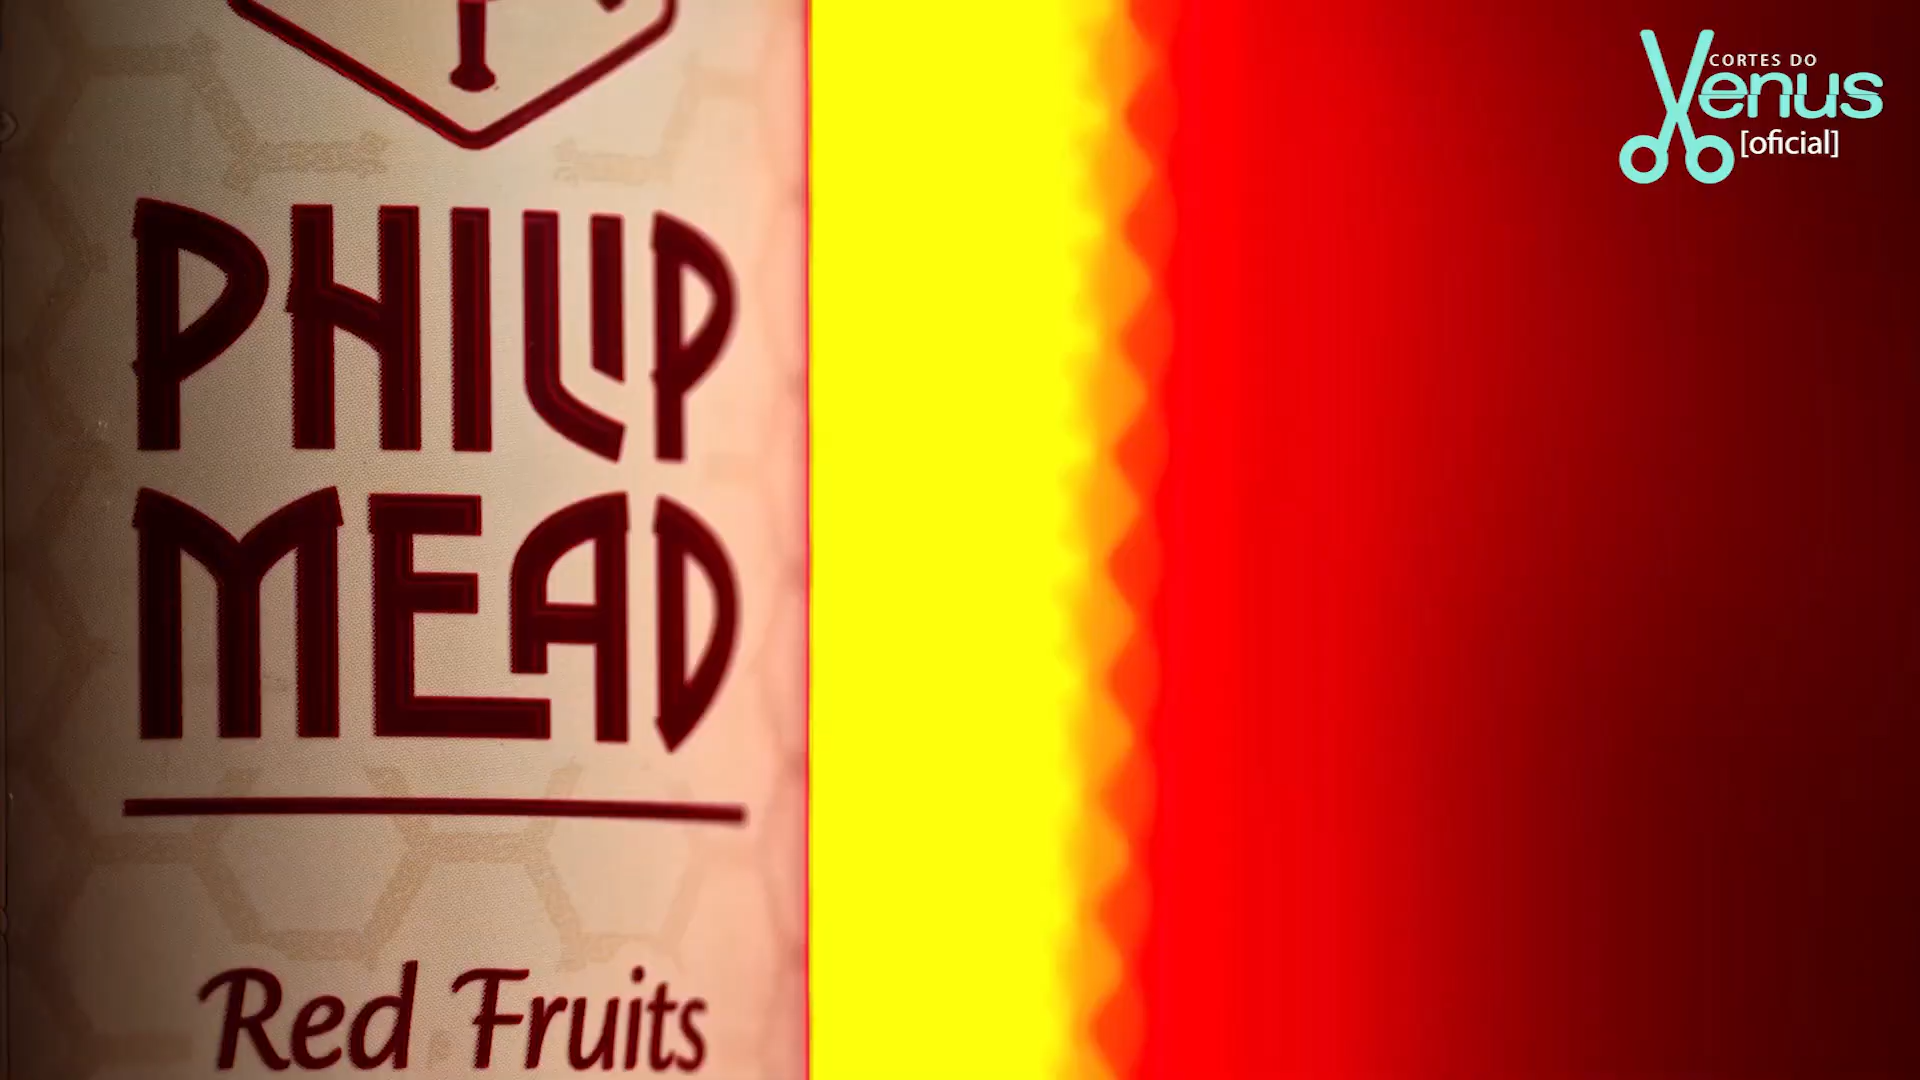 CORTES DO
Venus
[oficial]
PHILIP
MEAD
Red Fruits